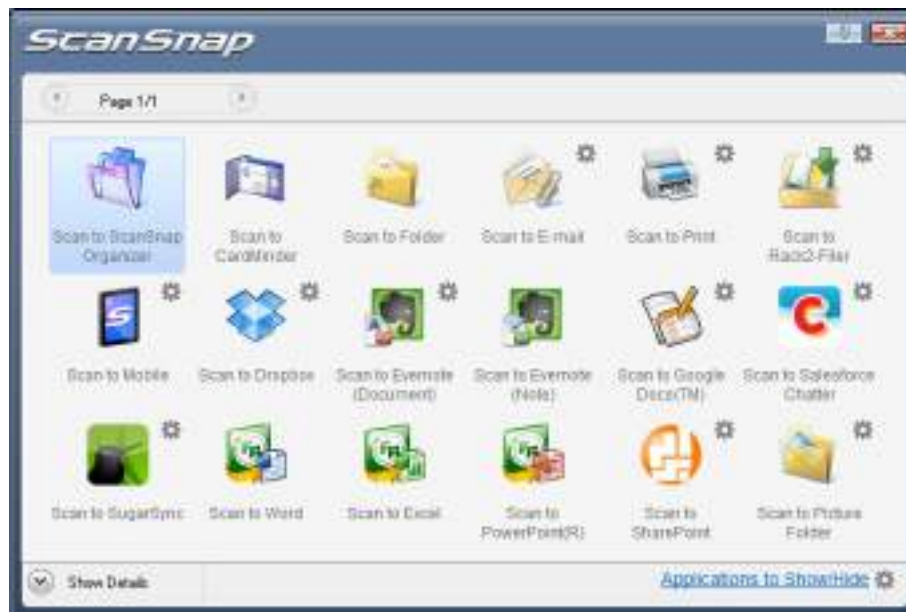 ScanSnap
Page 1/1
Scan to ScanSnap Organizer
Scan to CardMinder
Scan to Folder
Scan to E-mail
Scan to Print
Scan to Rack2-Filer
Scan to Mobile
Scan to Dropbox
Scan to Evernote (Document)
Scan to Evernote (Note)
Scan to Google Docs(TM)
Scan to Salesforce Chatter
Scan to SugarSync
Scan to Word
Scan to Excel
Scan to PowerPoint(R)
Scan to SharePoint
Scan to Picture Folder
Show Details
Applications to Show/Hide